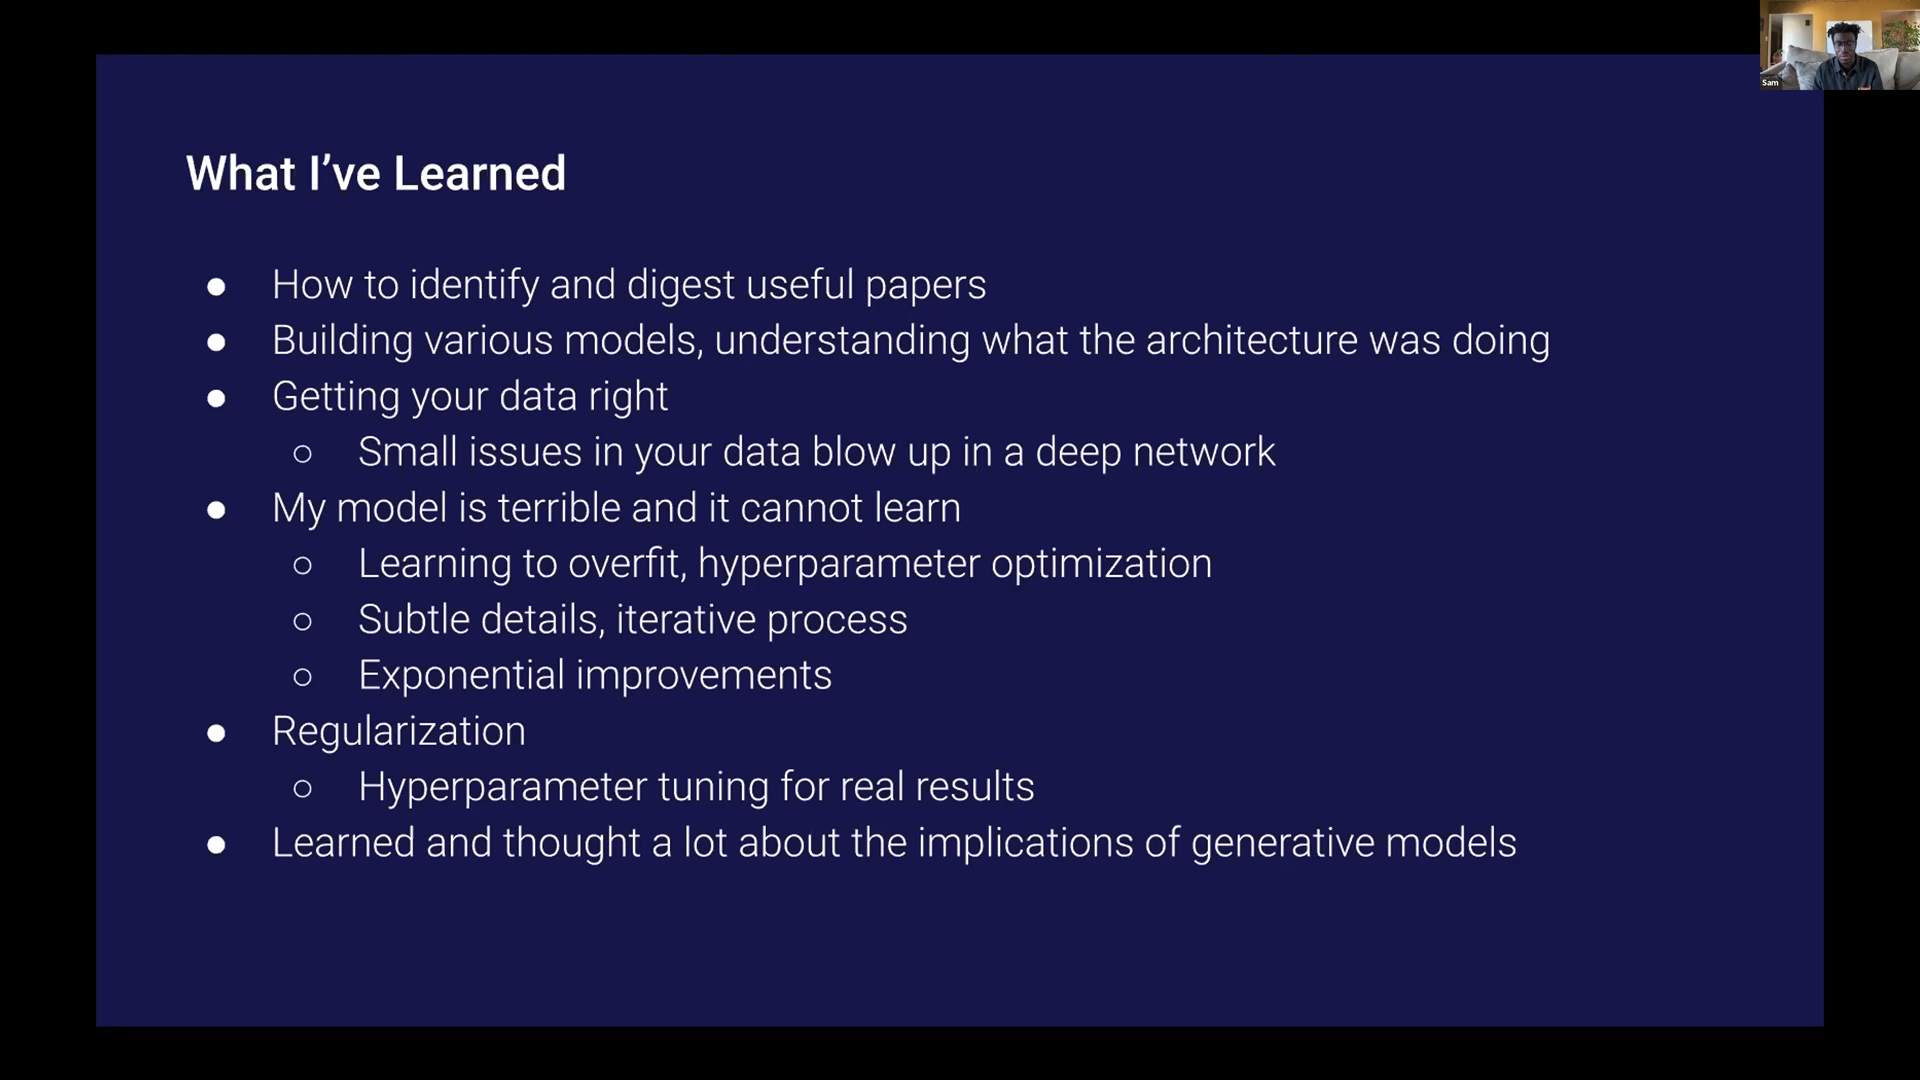 Sam
What I’ve Learned
● How to identify and digest useful papers
● Building various models, understanding what the architecture was doing
● Getting your data right
○ Small issues in your data blow up in a deep network
● My model is terrible and it cannot learn
○ Learning to overfit, hyperparameter optimization
○ Subtle details, iterative process
○ Exponential improvements
● Regularization
○ Hyperparameter tuning for real results
● Learned and thought a lot about the implications of generative models